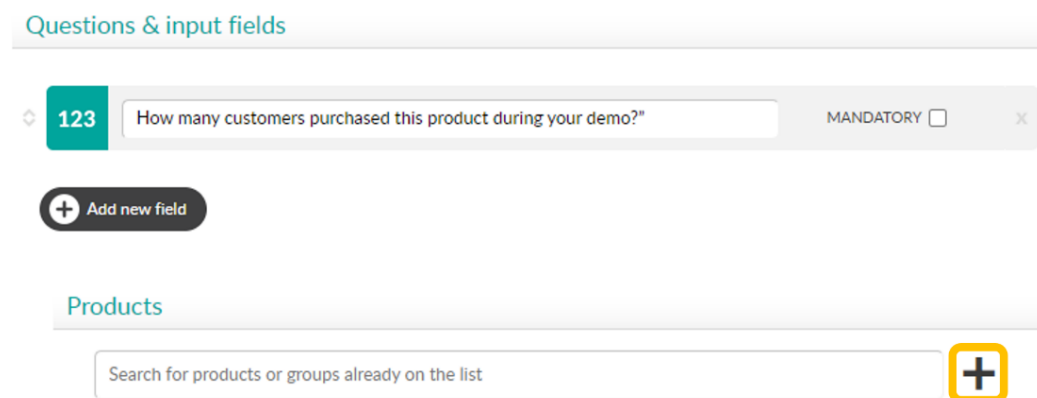 Questions & input fields
123 How many customers purchased this product during your demo?" MANDATORY x
Add new field
Products
Search for products or groups already on the list